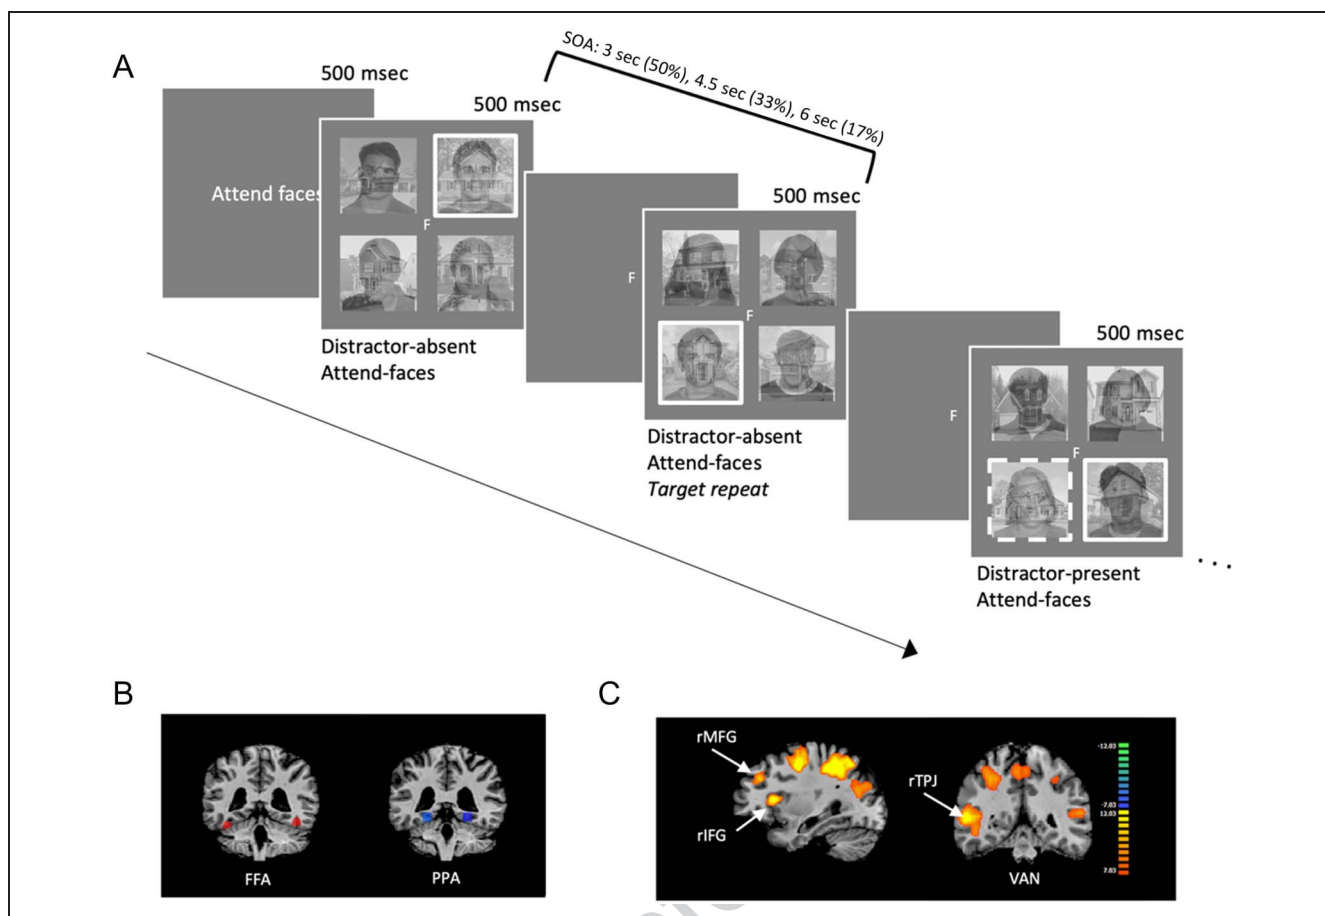 A
500 msec
Attend faces
500 msec
F
Distractor-absent
Attend-faces
SOA: 3 sec (50%), 4.5 sec (33%), 6 sec (17%)
F
500 msec
F
Distractor-absent
Attend-faces
Target repeat
F
500 msec
F
Distractor-present
Attend-faces
...
B
FFA
PPA
C
rMFG
rIFG
rTPJ
VAN
-12.03
-7.03
12.03
7.03